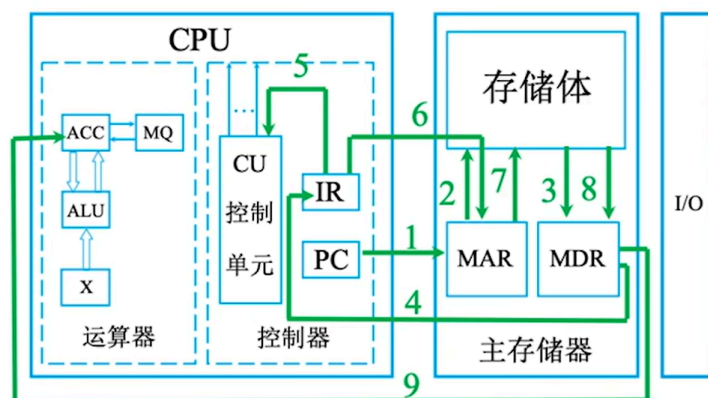 CPU
ACC
MQ
ALU
X
运算器
5
...
CU
控制
单元
IR
PC
控制器
6
1
4
9
存储体
2
7
3
8
MAR
MDR
主存储器
I/O